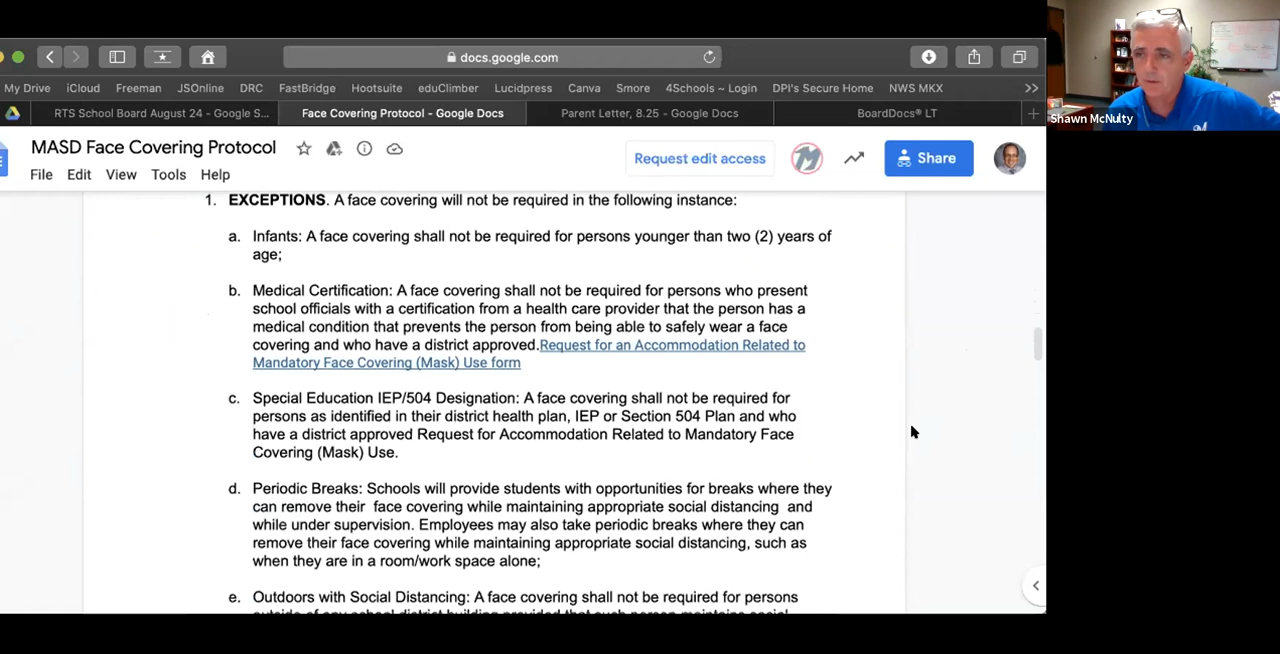 docs.google.com
My Drive iCloud Freeman JSOnline DRC FastBridge Hootsuite eduClimber Lucidpress Canva Smore 4Schools ~ Login DPI's Secure Home NWS MKX
RTS School Board August 24 - Google S... Face Covering Protocol - Google Docs Parent Letter, 8.25 - Google Docs BoardDocs® LT
Shawn McNulty
MASD Face Covering Protocol
Request edit access
Share
File Edit View Tools Help
1. EXCEPTIONS. A face covering will not be required in the following instance:
a. Infants: A face covering shall not be required for persons younger than two (2) years of
age;
b. Medical Certification: A face covering shall not be required for persons who present
school officials with a certification from a health care provider that the person has a
medical condition that prevents the person from being able to safely wear a face
covering and who have a district approved.Request for an Accommodation Related to
Mandatory Face Covering (Mask) Use form
c. Special Education IEP/504 Designation: A face covering shall not be required for
persons as identified in their district health plan, IEP or Section 504 Plan and who
have a district approved Request for Accommodation Related to Mandatory Face
Covering (Mask) Use.
d. Periodic Breaks: Schools will provide students with opportunities for breaks where they
can remove their face covering while maintaining appropriate social distancing and
while under supervision. Employees may also take periodic breaks where they can
remove their face covering while maintaining appropriate social distancing, such as
when they are in a room/work space alone;
e. Outdoors with Social Distancing: A face covering shall not be required for persons
outside of any school district building provided that such person maintains social